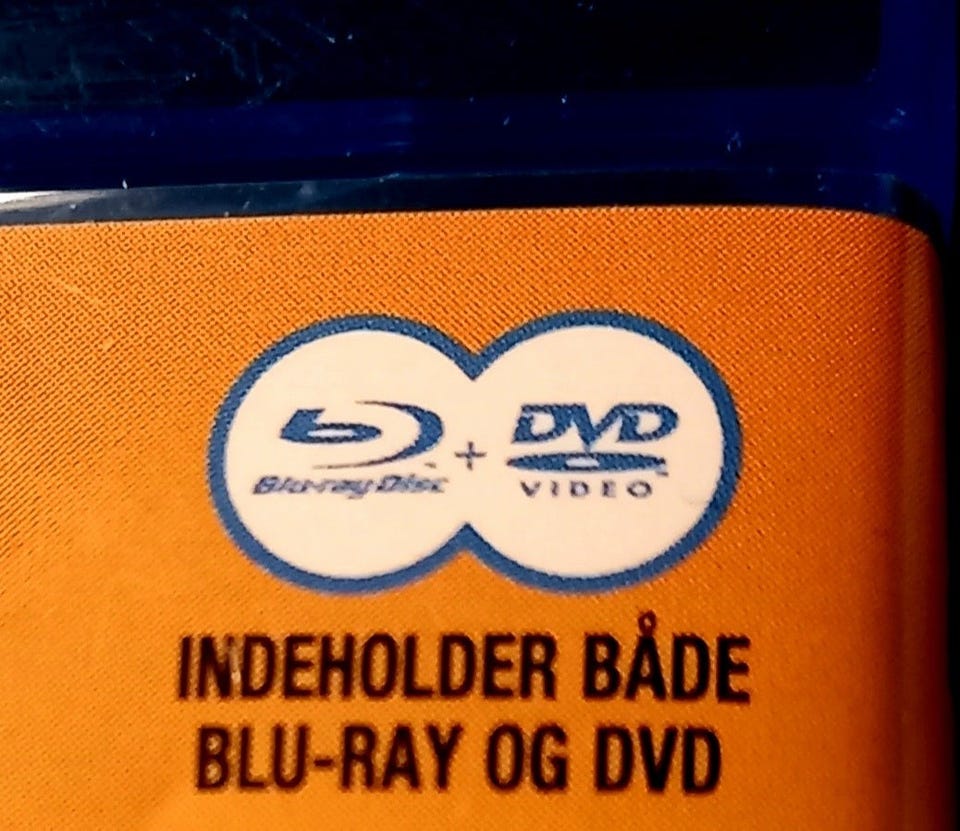 Blu-ray Disc + DVD
VIDEO
INDEHOLDER BÅDE
BLU-RAY OG DVD